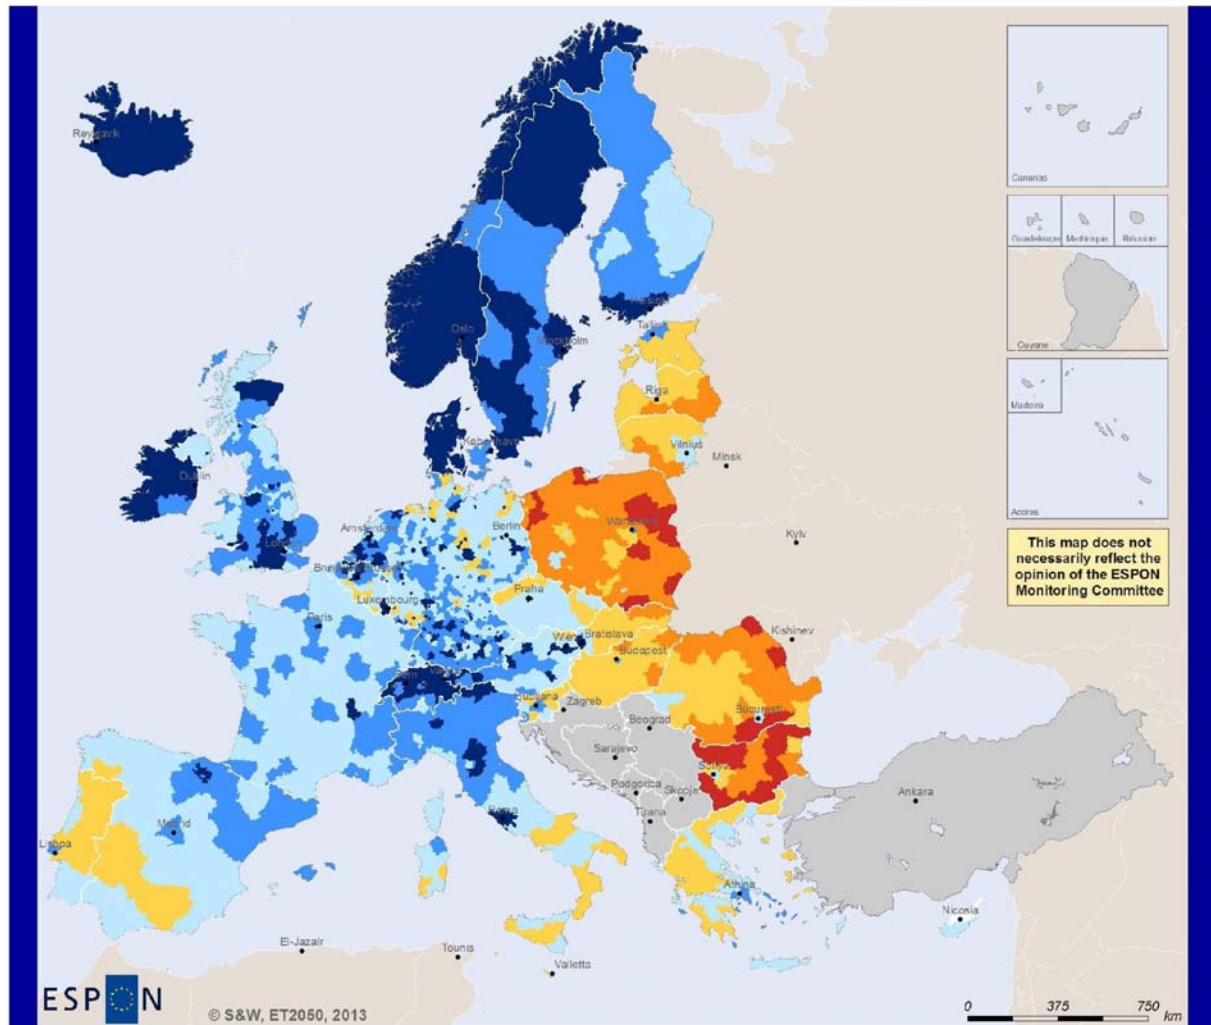 Reykjavik
Canarias
Guadeloupe
Martinique
Réunion
Guyane
Helsinki
Oslo
Tallinn
Stockholm
Riga
Madeira
København
Vilnius
Minsk
Dublin
Acores
Amsterdam
Berlin
Warszawa
London
Kyiv
This map does not
necessarily reflect the
opinion of the ESPON
Monitoring Committee
Praha
Luxembourg
Paris
Wien
Bratislava
Kishinev
Budapest
Bern
Vaduz
Ljubljana
Zagreb
Bucuresti
Beograd
Sarajevo
Sofiya
Podgorica
Skopje
Ankara
Roma
Tirana
Madrid
Lisboa
Athina
Nicosia
El-Jazair
Tounis
Valletta
ESPON
© S&W, ET2050, 2013
0 375 750
km